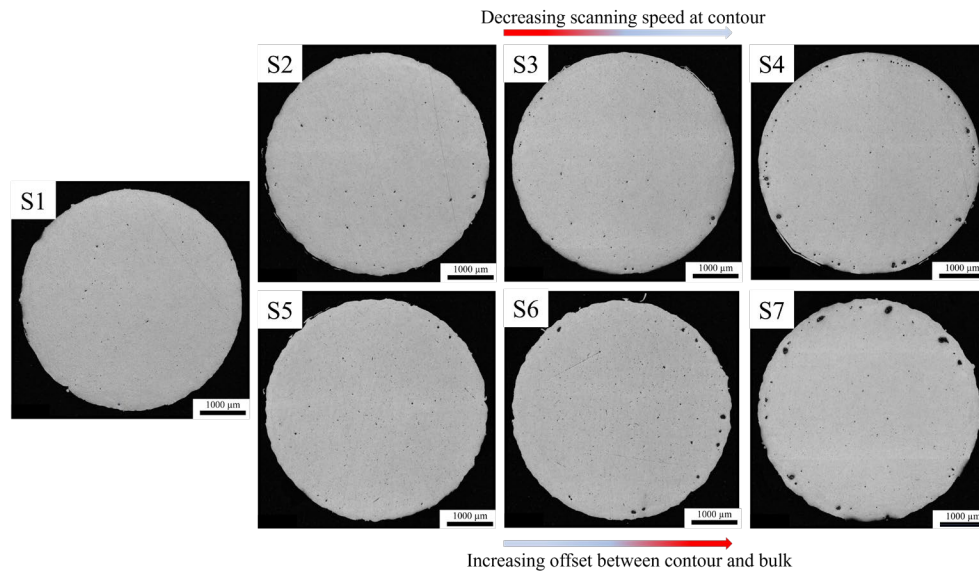 Decreasing scanning speed at contour
S2
S3
S4
1000 µm
1000 µm
1000 µm
S1
1000 µm
S5
S6
S7
1000 µm
1000 µm
1000 µm
Increasing offset between contour and bulk